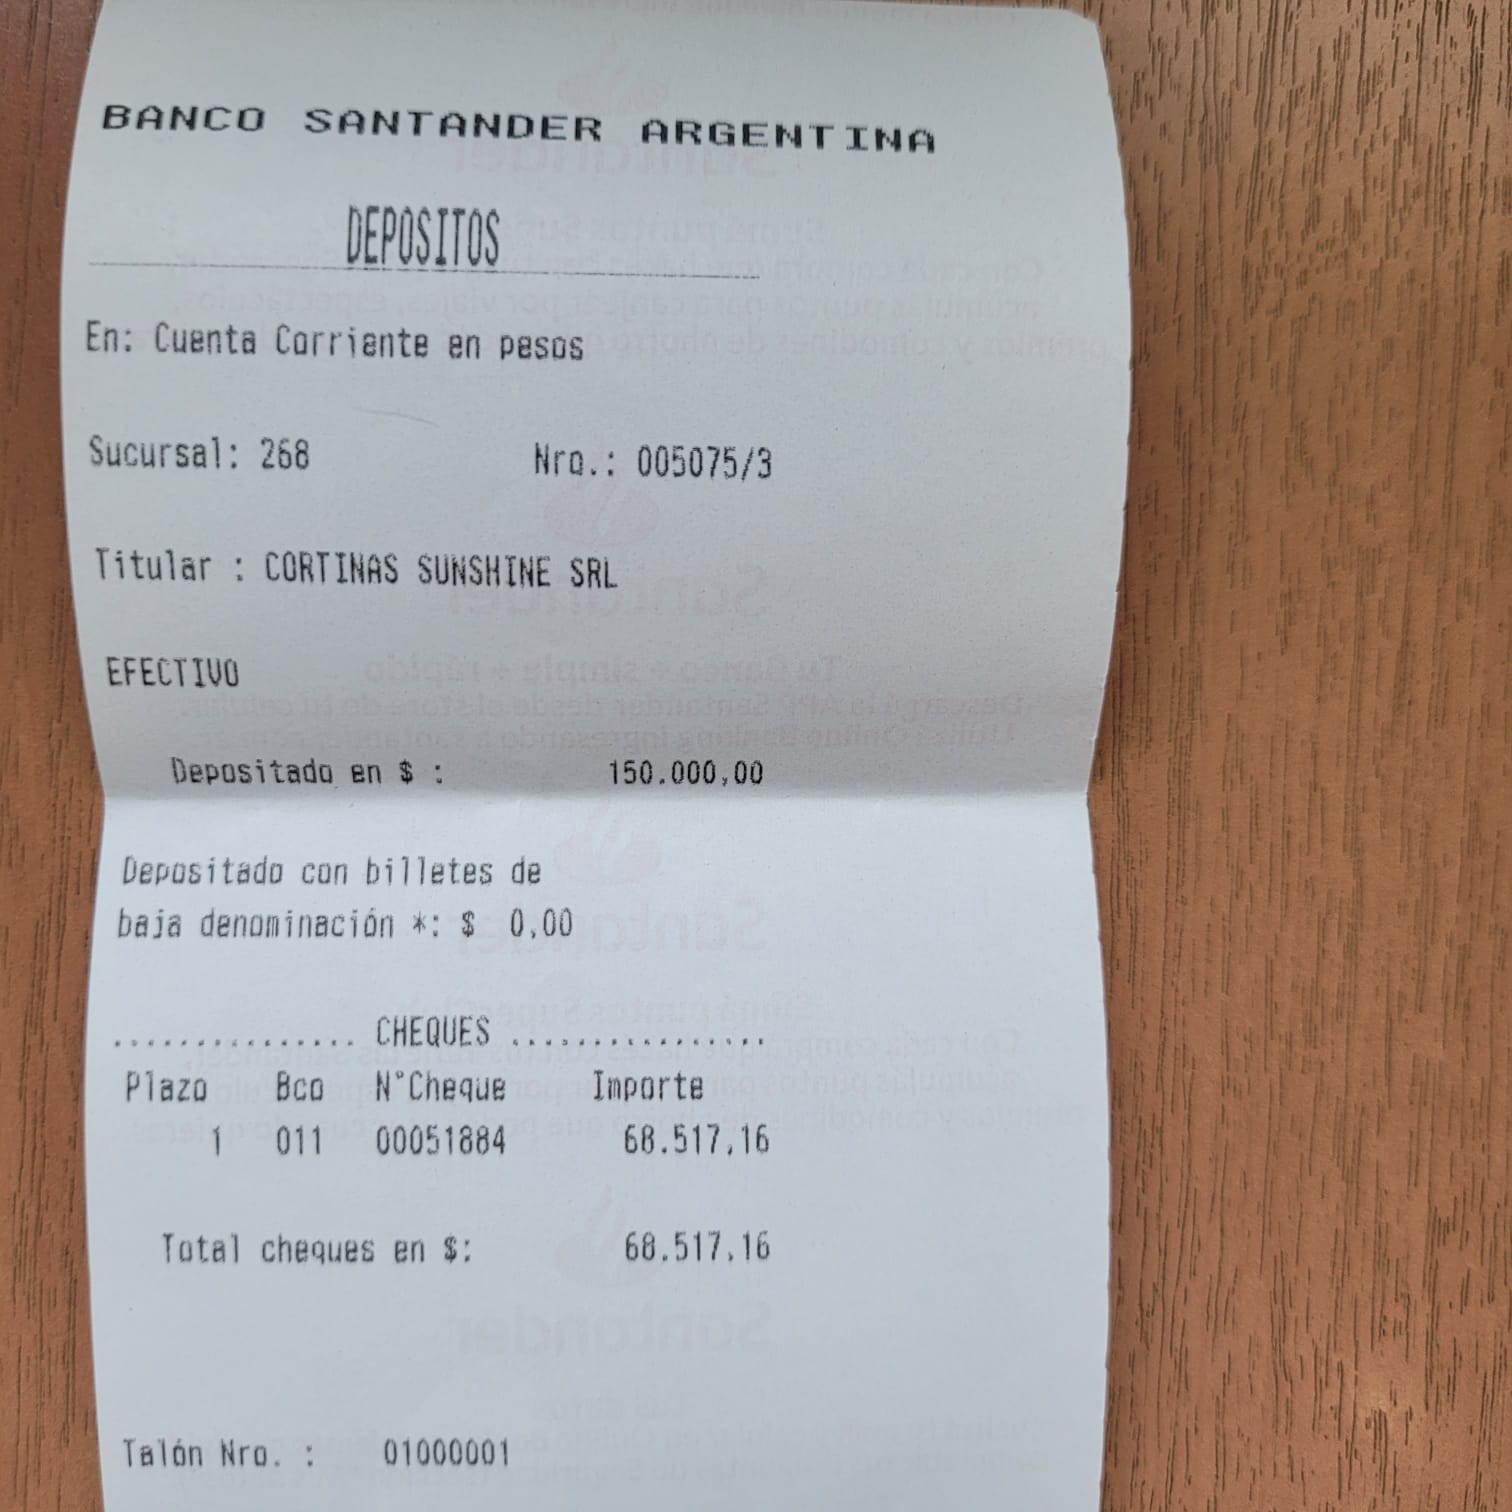 BANCO SANTANDER ARGENTINA
DEPOSITOS
En: Cuenta Corriente en pesos
Sucursal: 268 Nro.: 005075/3
Titular : CORTINAS SUNSHINE SRL
EFECTIVO
Depositado en $ : 150.000,00
Depositado con billetes de
baja denominación *: $ 0,00
............... CHEQUES ................
Plazo Bco N°Cheque Importe
1 011 00051884 68.517,16
Total cheques en $: 68.517,16
Talón Nro. : 01000001